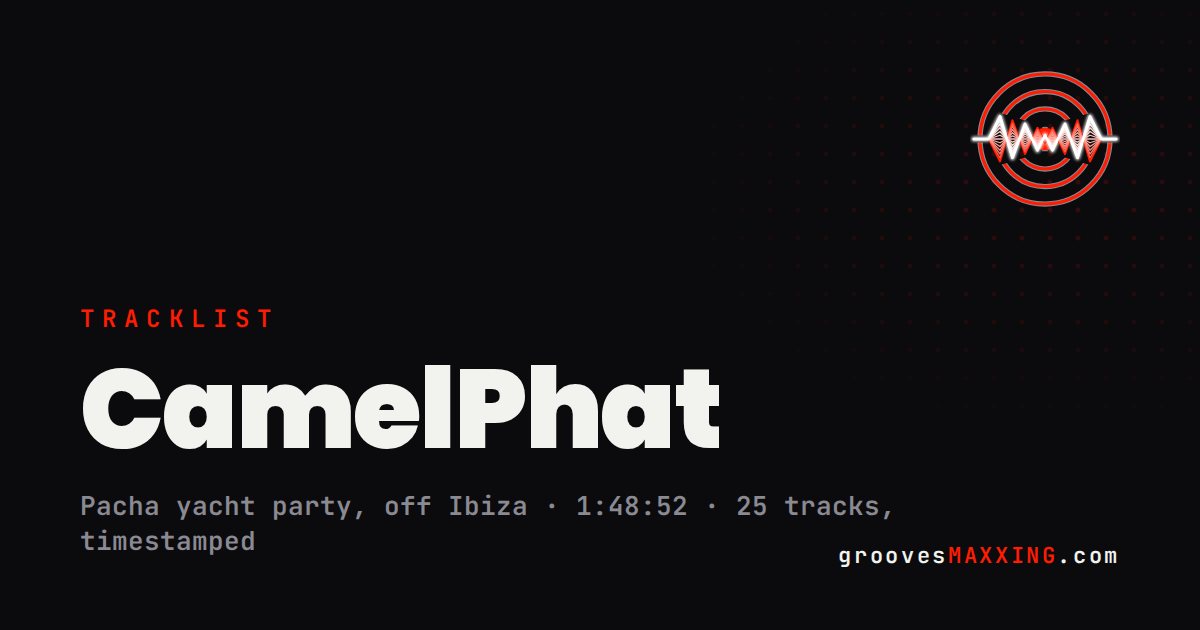 TRACKLIST
CamelPhat
Pacha yacht party, off Ibiza · 1:48:52 · 25 tracks,
timestamped
groovesMAXXING.com